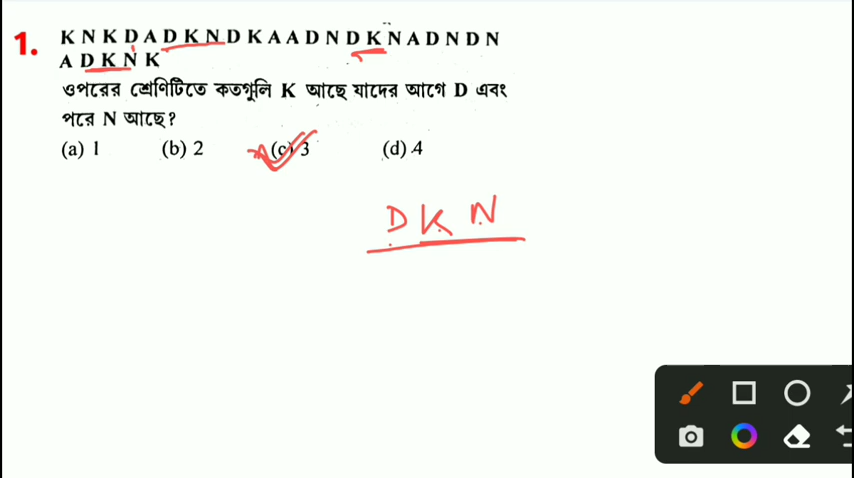 1. K N K D A D K N D K A A D N D K N A D N D N
A D K N K
ওপরের শ্রেণিটিতে কতগুলি K আছে যাদের আগে D এবং
পরে N আছে?
(a) 1 (b) 2 (c) 3 (d) 4
D K N